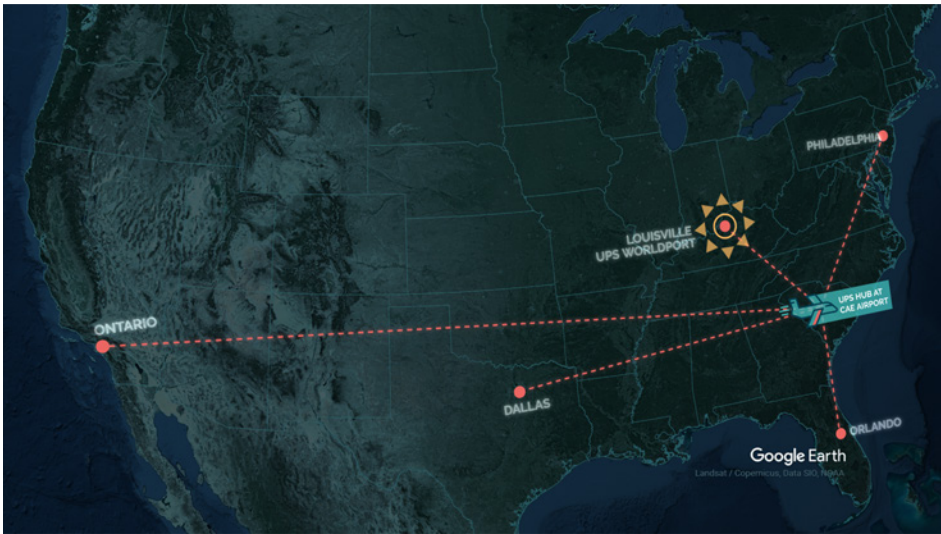 PHILADELPHIA
LOUISVILLE
UPS WORLDPORT
UPS HUB AT
CAE AIRPORT
ONTARIO
DALLAS
ORLANDO
Google Earth
Landsat / Copernicus, Data SIO, NOAA